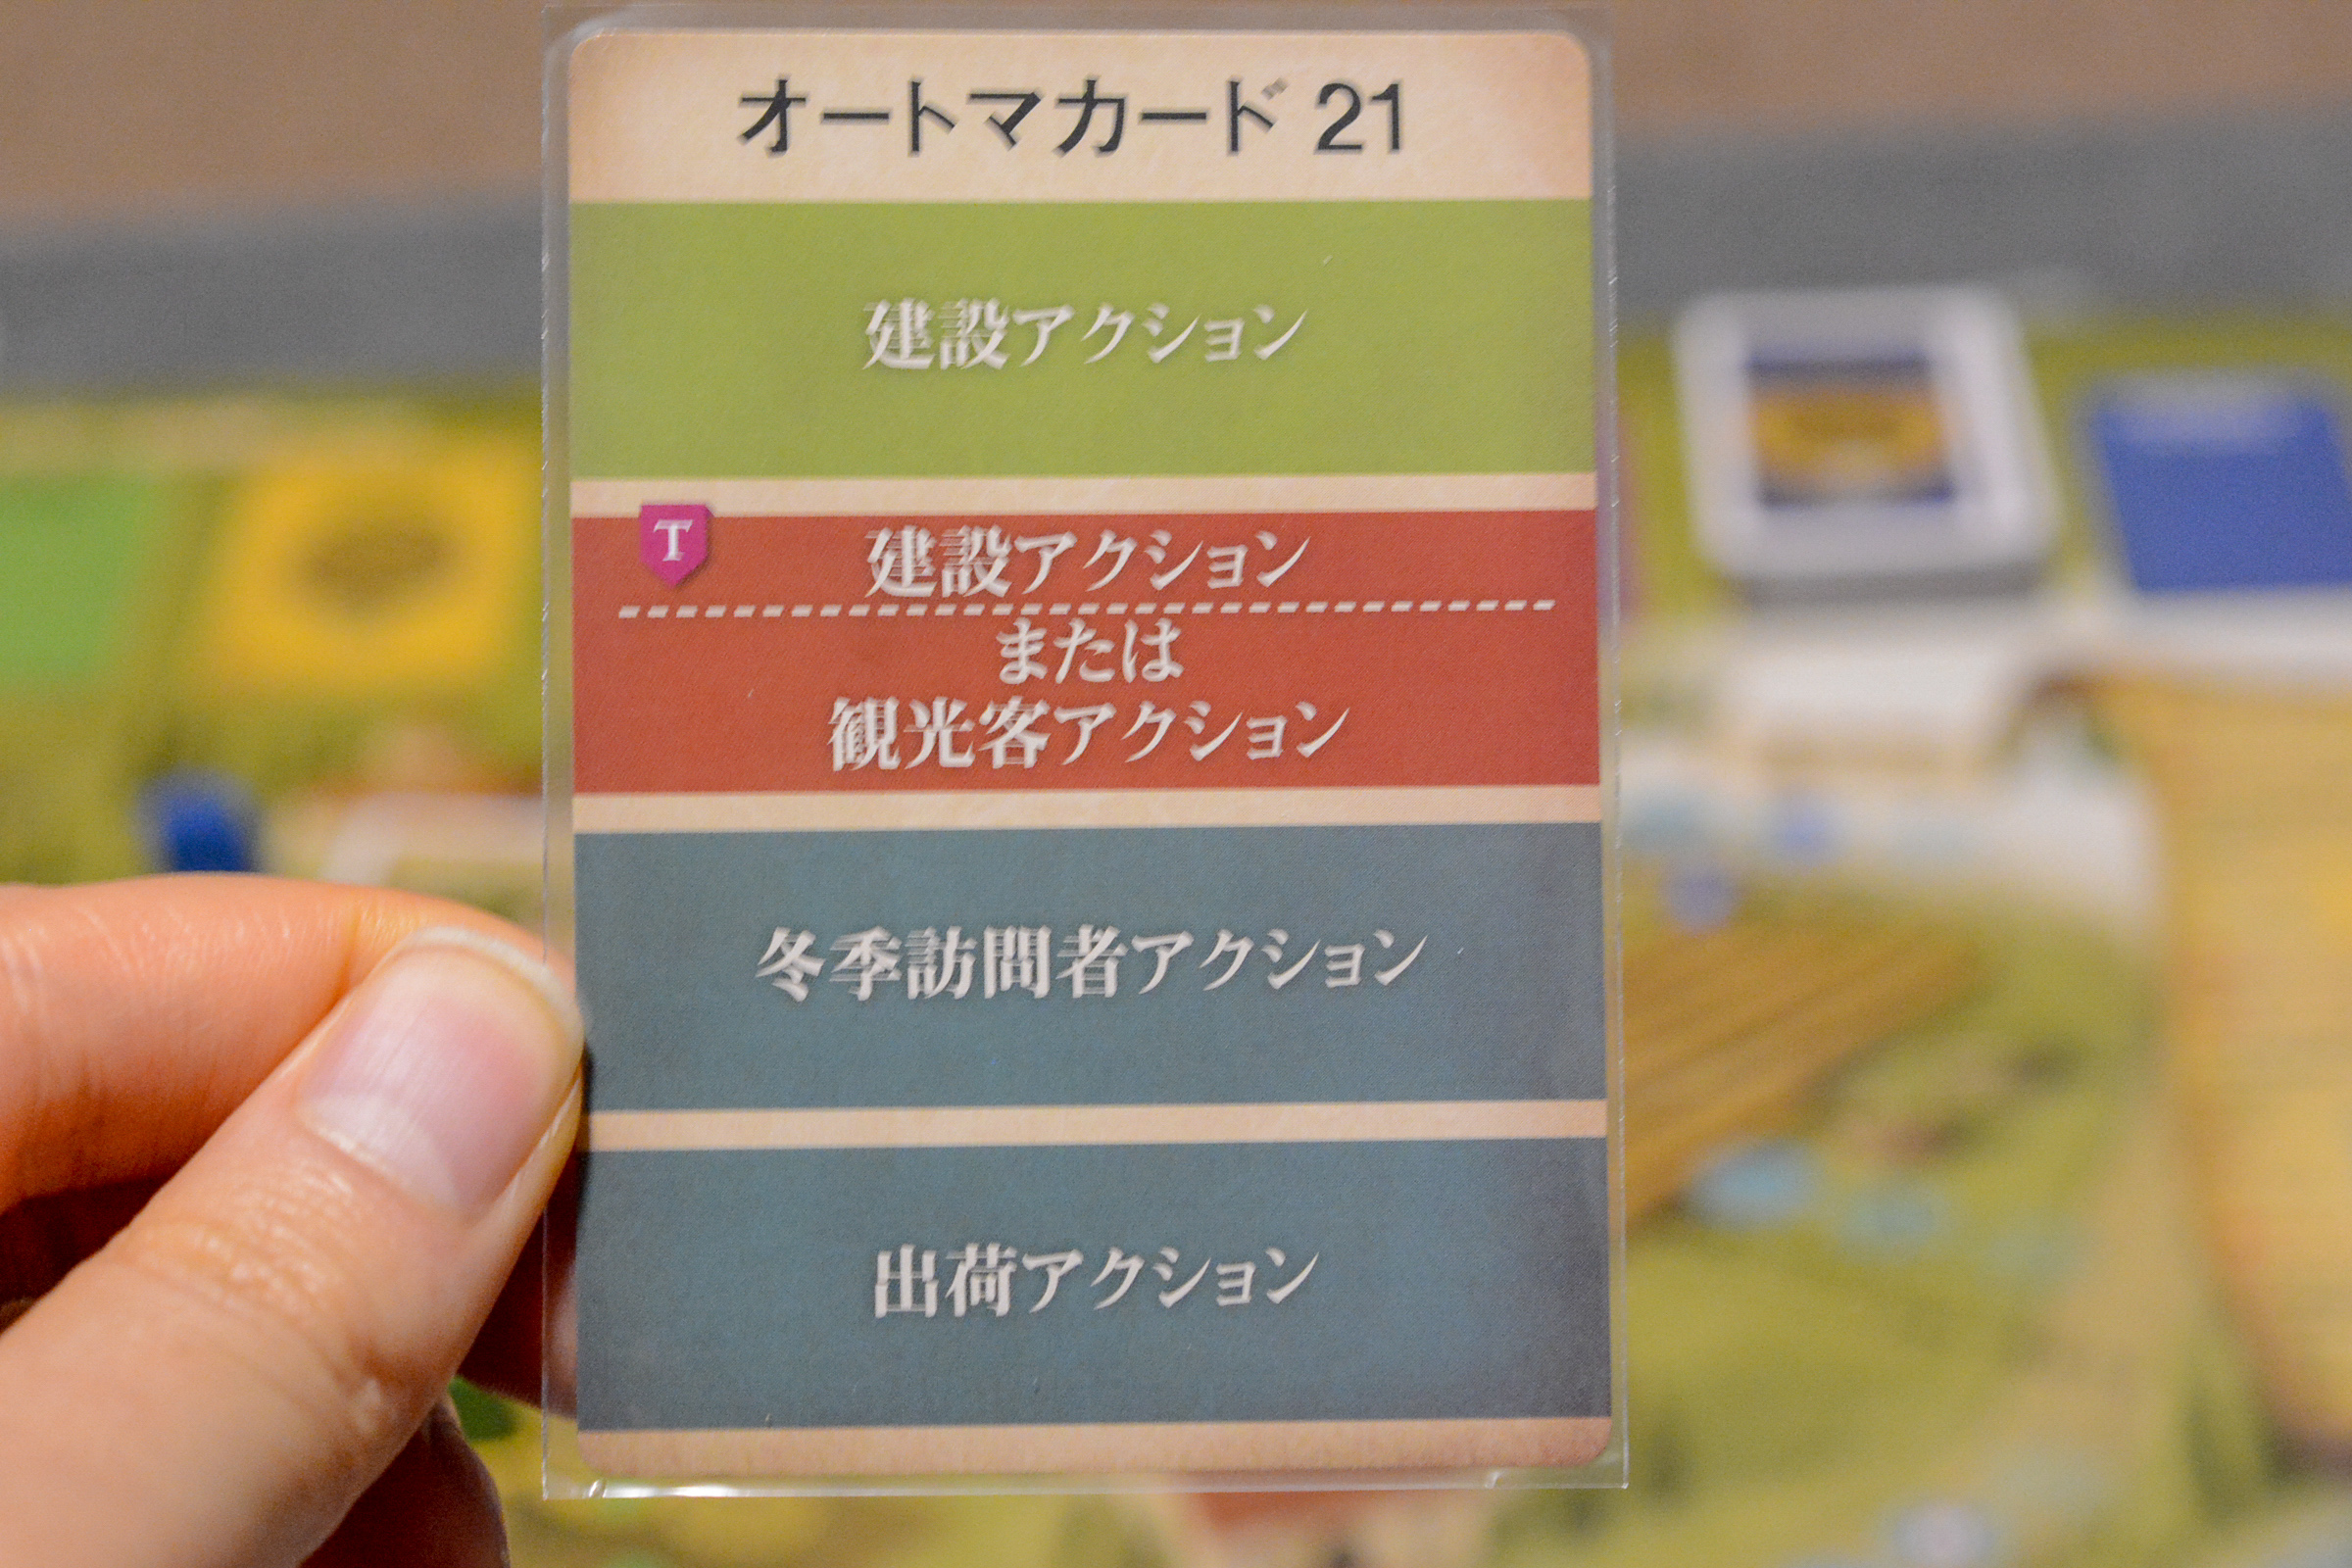 オートマカード 21
建設アクション
T
建設アクション
または
観光客アクション
冬季訪問者アクション
出荷アクション